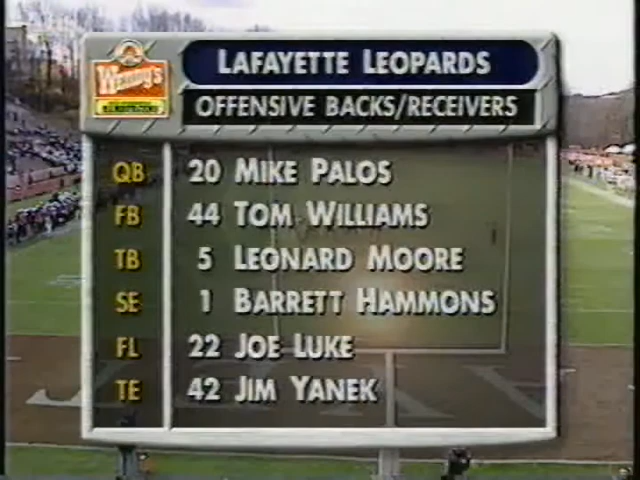 Wendy's
LAFAYETTE LEOPARDS
OFFENSIVE BACKS/RECEIVERS
QB 20 MIKE PALOS
FB 44 TOM WILLIAMS
TB 5 LEONARD MOORE
SE 1 BARRETT HAMMONS
FL 22 JOE LUKE
TE 42 JIM YANEK